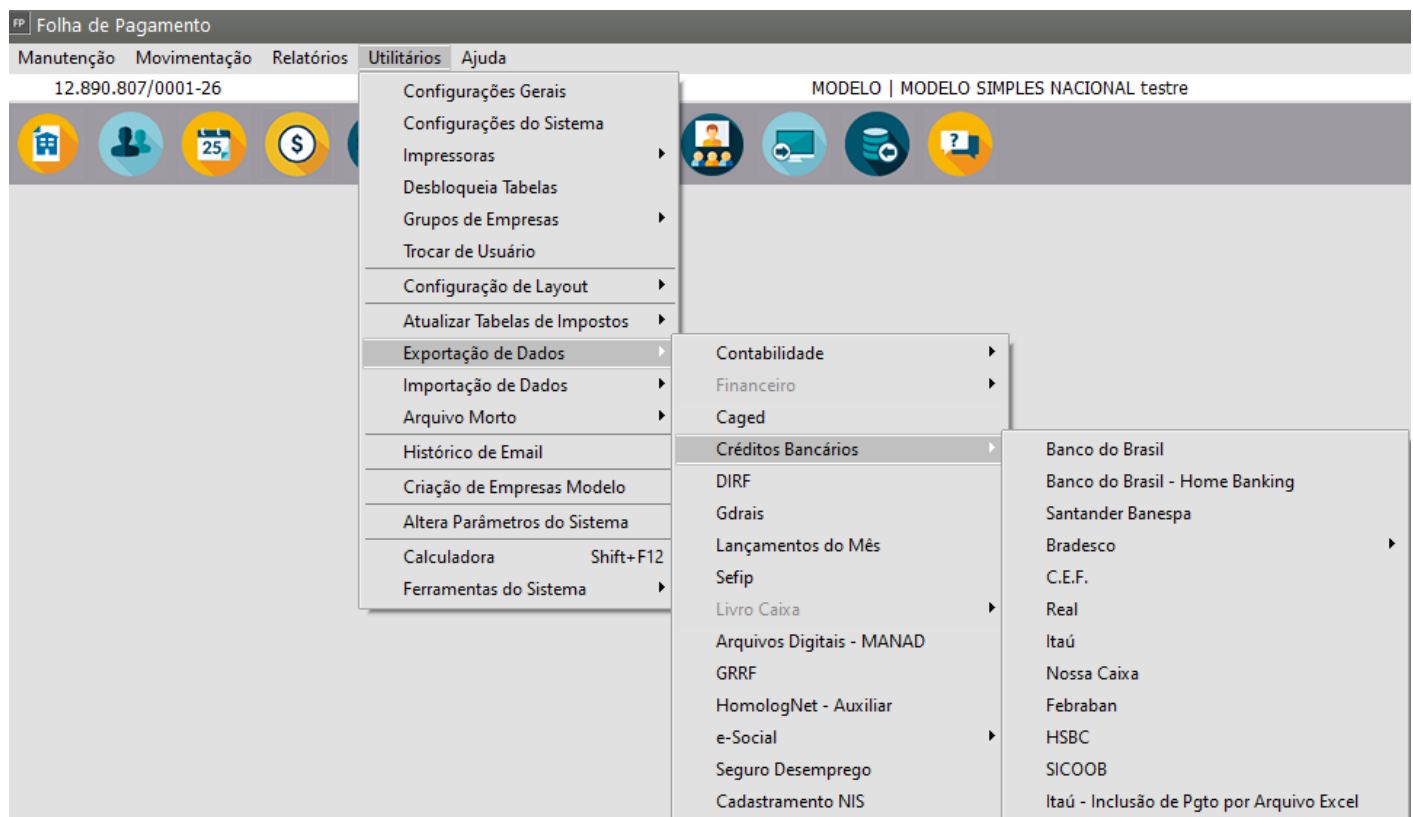 FP Folha de Pagamento
Manutenção Movimentação Relatórios Utilitários Ajuda
12.890.807/0001-26 MODELO | MODELO SIMPLES NACIONAL testre
25
$
?
Configurações Gerais
Configurações do Sistema
Impressoras
Desbloqueia Tabelas
Grupos de Empresas
Trocar de Usuário
Configuração de Layout
Atualizar Tabelas de Impostos
Exportação de Dados
Importação de Dados
Arquivo Morto
Histórico de Email
Criação de Empresas Modelo
Altera Parâmetros do Sistema
Calculadora Shift+F12
Ferramentas do Sistema
Contabilidade
Financeiro
Caged
Créditos Bancários
DIRF
Gdrais
Lançamentos do Mês
Sefip
Livro Caixa
Arquivos Digitais - MANAD
GRRF
HomologNet - Auxiliar
e-Social
Seguro Desemprego
Cadastramento NIS
Banco do Brasil
Banco do Brasil - Home Banking
Santander Banespa
Bradesco
C.E.F.
Real
Itaú
Nossa Caixa
Febraban
HSBC
SICOOB
Itaú - Inclusão de Pgto por Arquivo Excel